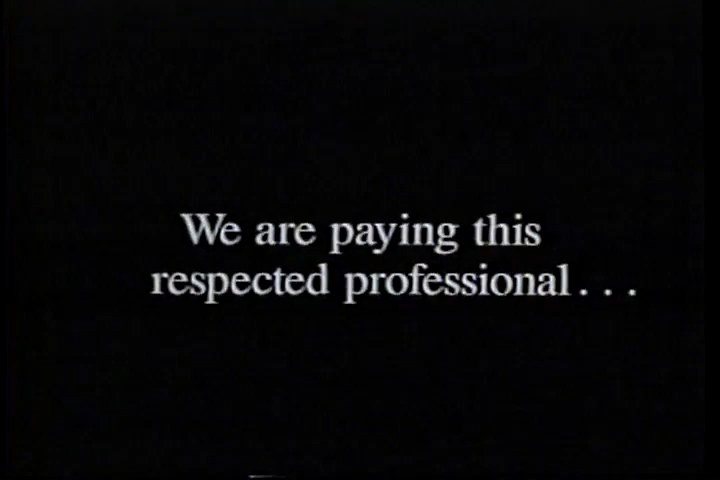 We are paying this
respected professional . . .